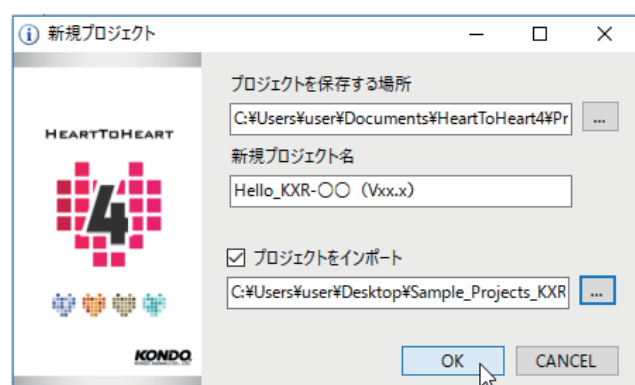 新規プロジェクト
プロジェクトを保存する場所
C:¥Users¥user¥Documents¥HeartToHeart4¥Pr
...
新規プロジェクト名
Hello_KXR-〇〇（Vxx.x）
プロジェクトをインポート
C:¥Users¥user¥Desktop¥Sample_Projects_KXR
...
HEARTTOHEART
4
KONDO
OK
CANCEL